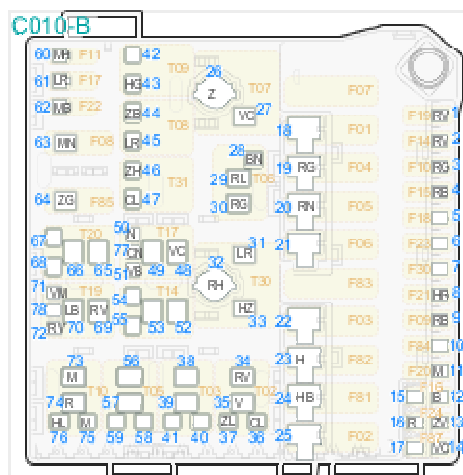 C010-B
60 MH F11 42 T09 26 T07 F07
61 LR F17 HG 43 Z
62 MB F22 ZB 44 T08 VC 27 18 F01 F19 RV 1
63 MN F08 LR 45 28 BN F14 RV 2
ZH 46 T31 29 RL T06 19 RG F04 F10 RG 3
64 ZG F85 CL 47 30 RG 20 RN F05 F15 RB 4
67 T20 50 N T17 F18 5
68 66 65 77 CN 49 VC 48 32 31 LR 21 F06 F23 6
51 VB RH T30 F30 7
71 VM T19 54 T14 F83 F21 HR 8
78 LB RV HZ
72 RY 70 69 55 53 52 33 22 F03 F09 RB 9
73 56 38 34 23 H F82 F84 10
M T10 T05 T03 RV T02 F20 M 11
74 R 57 39 35 V 24 HB F81 15 F16 B 12
HL M ZL CL 16 R F24 ZV 13
76 75 59 58 41 40 37 36 25 F02 17 F87 VC 14